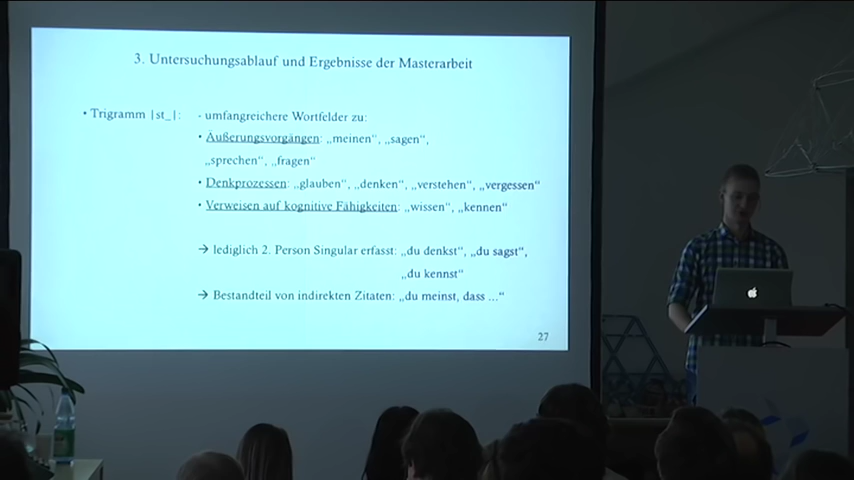 3. Untersuchungsablauf und Ergebnisse der Masterarbeit
• Trigramm |st_|: - umfangreichere Wortfelder zu:
• Äußerungsvorgängen: „meinen“, „sagen“,
„sprechen“, „fragen“
• Denkprozessen: „glauben“, „denken“, „verstehen“, „vergessen“
• Verweisen auf kognitive Fähigkeiten: „wissen“, „kennen“
→ lediglich 2. Person Singular erfasst: „du denkst“, „du sagst“,
„du kennst“
→ Bestandteil von indirekten Zitaten: „du meinst, dass ...“
27